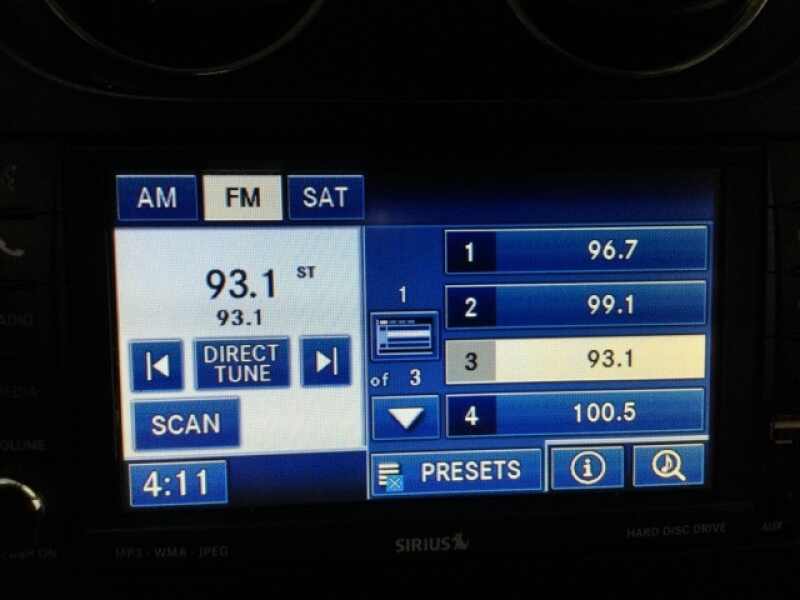 AM FM SAT
93.1 ST
93.1
DIRECT
TUNE
SCAN
4:11
1
of 3
1 96.7
2 99.1
3 93.1
4 100.5
PRESETS
i
MP3 · WMA · JPEG
SIRIUS
HARD DISC DRIVE
AUX
VOLUME